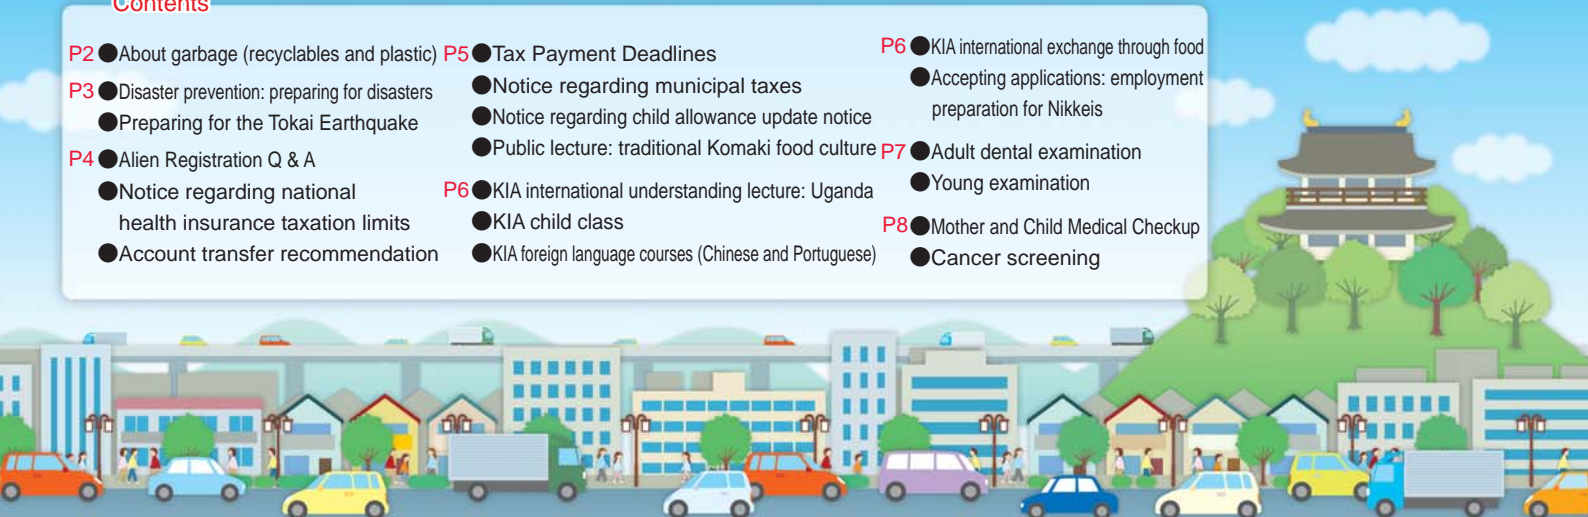 Contents
P2 ●About garbage (recyclables and plastic)
P3 ●Disaster prevention: preparing for disasters
●Preparing for the Tokai Earthquake
P4 ●Alien Registration Q & A
●Notice regarding national
health insurance taxation limits
●Account transfer recommendation
P5 ●Tax Payment Deadlines
●Notice regarding municipal taxes
●Notice regarding child allowance update notice
●Public lecture: traditional Komaki food culture
P6 ●KIA international understanding lecture: Uganda
●KIA child class
●KIA foreign language courses (Chinese and Portuguese)
P6 ●KIA international exchange through food
●Accepting applications: employment
preparation for Nikkeis
P7 ●Adult dental examination
●Young examination
P8 ●Mother and Child Medical Checkup
●Cancer screening